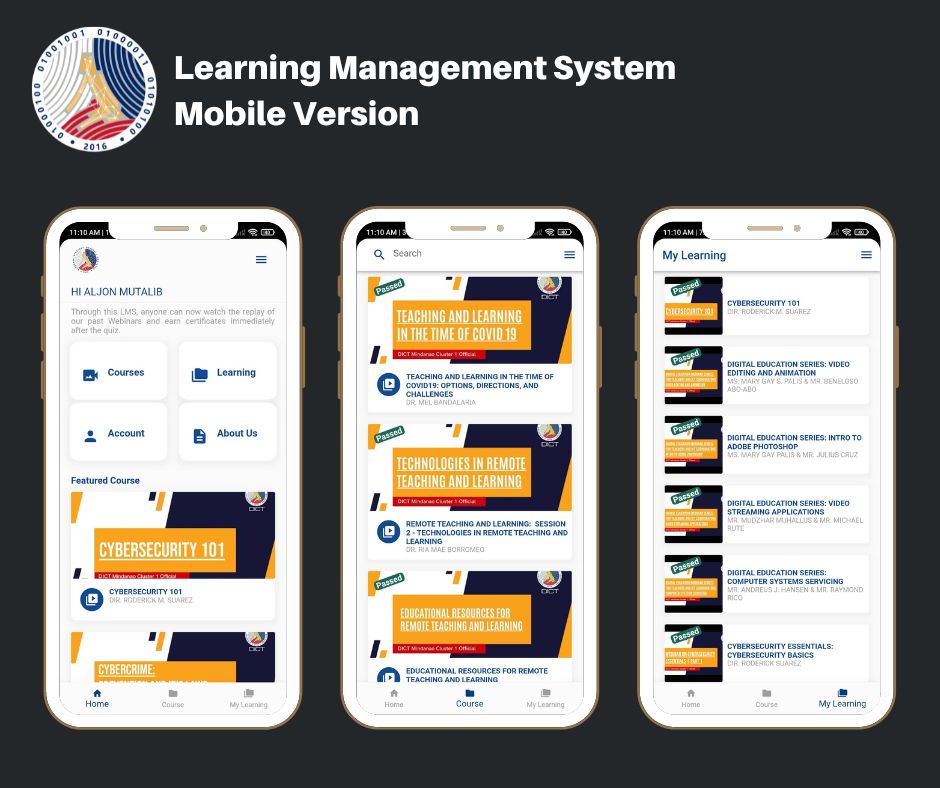 01000100 01001001 01000011 01010100
2016
Learning Management System
Mobile Version
11:10 AM | 1
HI ALJON MUTALIB
Through this LMS, anyone can now watch the replay of
our past Webinars and earn certificates immediately
after the quiz.
Courses
Learning
Account
About Us
Featured Course
DICT
CYBERSECURITY 101
DICT Mindanao Cluster 1 Official
CYBERSECURITY 101
DIR. RODERICK M. SUAREZ
DICT
CYBERCRIME:
Home
Course
My Learning
11:10 AM | 3
Search
Passed
DICT
TEACHING AND LEARNING
IN THE TIME OF COVID 19
DICT Mindanao Cluster 1 Official
TEACHING AND LEARNING IN THE TIME OF
COVID19: OPTIONS, DIRECTIONS, AND
CHALLENGES
DR. MEL BANDALARIA
Passed
DICT
TECHNOLOGIES IN REMOTE
TEACHING AND LEARNING
DICT Mindanao Cluster 1 Official
REMOTE TEACHING AND LEARNING: SESSION
2 - TECHNOLOGIES IN REMOTE TEACHING AND
LEARNING
DR. RIA MAE BORROMEO
Passed
DICT
EDUCATIONAL RESOURCES FOR
REMOTE TEACHING AND LEARNING
DICT Mindanao Cluster 1 Official
EDUCATIONAL RESOURCES FOR REMOTE
TEACHING AND LEARNING
Home
Course
My Learning
11:10 AM | 7
My Learning
Passed
CYBERSECURITY 101
CYBERSECURITY 101
DIR. RODERICK M. SUAREZ
Passed
DIGITAL EDUCATION SERIES: VIDEO
EDITING AND ANIMATION
MS. MARY GAY S. PALIS & MR. BENELOSO
ABO-ABO
Passed
DIGITAL EDUCATION SERIES: INTRO TO
ADOBE PHOTOSHOP
MS. MARY GAY PALIS & MR. JULIUS CRUZ
Passed
DIGITAL EDUCATION SERIES: VIDEO
STREAMING APPLICATIONS
MR. MUDZHAR MUHALLUS & MR. MICHAEL
RUTE
Passed
DIGITAL EDUCATION SERIES:
COMPUTER SYSTEMS SERVICING
MR. ANDREUS J. HANSEN & MR. RAYMOND
RICO
Passed
CYBERSECURITY ESSENTIALS:
CYBERSECURITY BASICS
DIR. RODERICK SUAREZ
Home
Course
My Learning